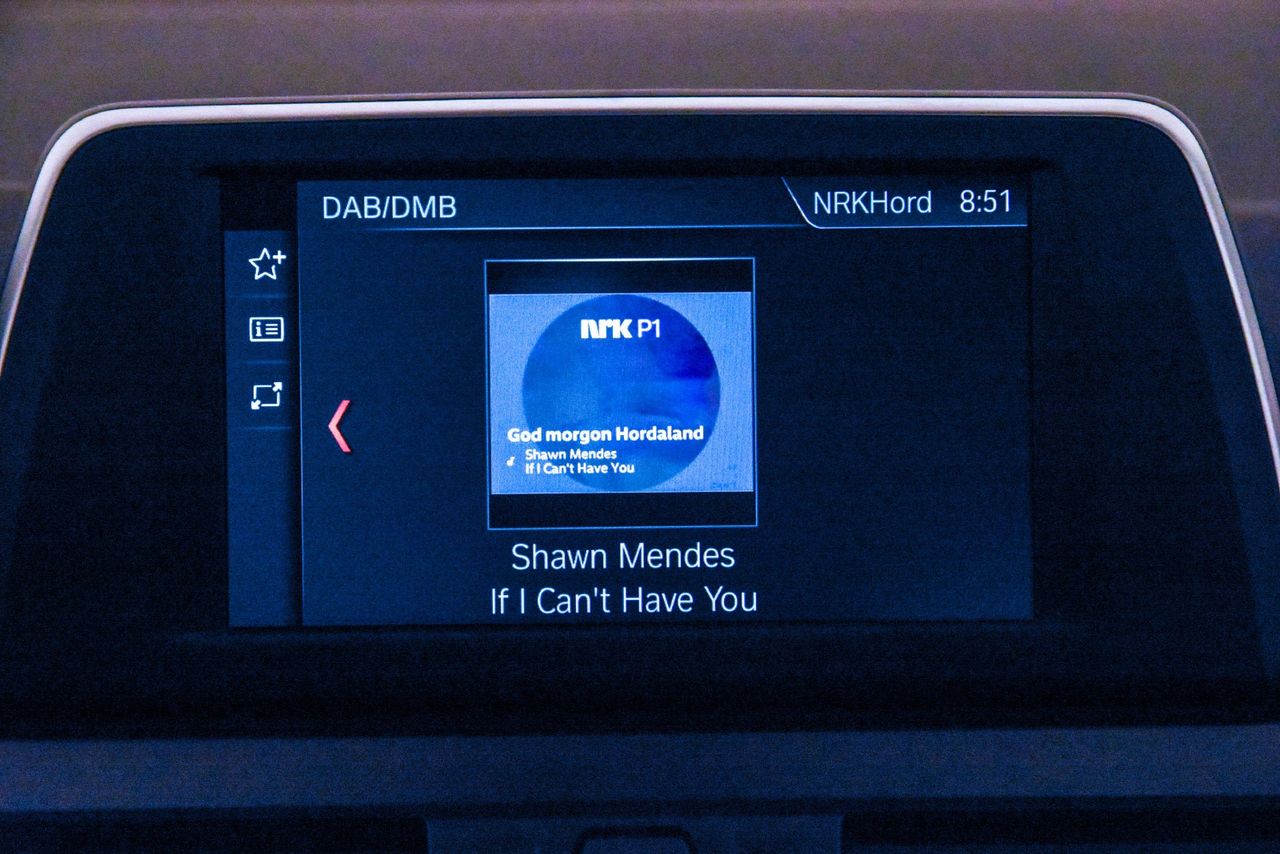 DAB/DMB
NRKHord 8:51
NRK P1
God morgon Hordaland
Shawn Mendes
If I Can't Have You
Shawn Mendes
If I Can't Have You